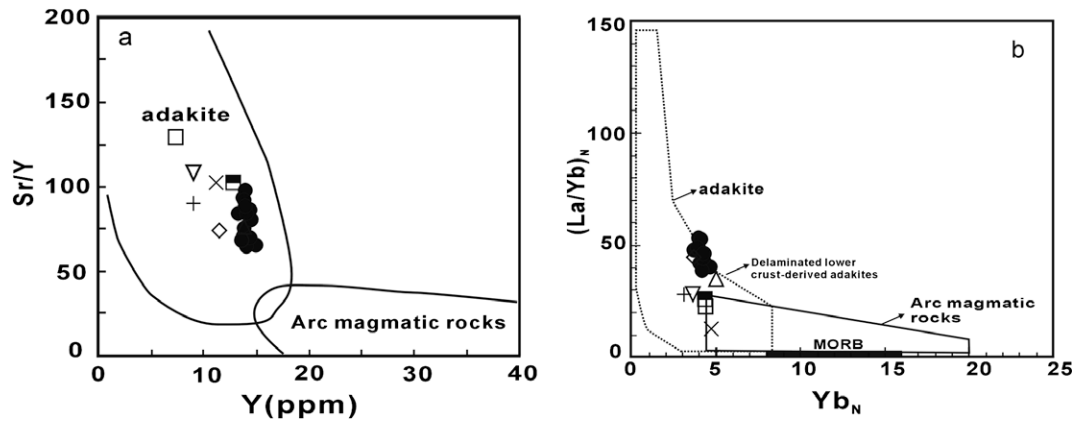 a
200
150
100
50
0
Sr/Y
adakite
Arc magmatic rocks
0
10
20
30
40
Y(ppm)
b
150
100
50
0
(La/Yb)N
adakite
Delaminated lower
crust-derived adakites
Arc magmatic
rocks
MORB
0
5
10
15
20
25
YbN